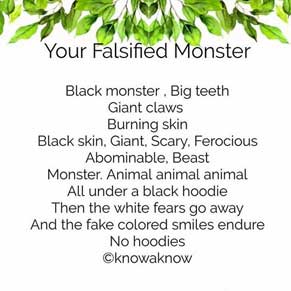 Your Falsified Monster
Black monster , Big teeth
Giant claws
Burning skin
Black skin, Giant, Scary, Ferocious
Abominable, Beast
Monster. Animal animal animal
All under a black hoodie
Then the white fears go away
And the fake colored smiles endure
No hoodies
©knowaknow